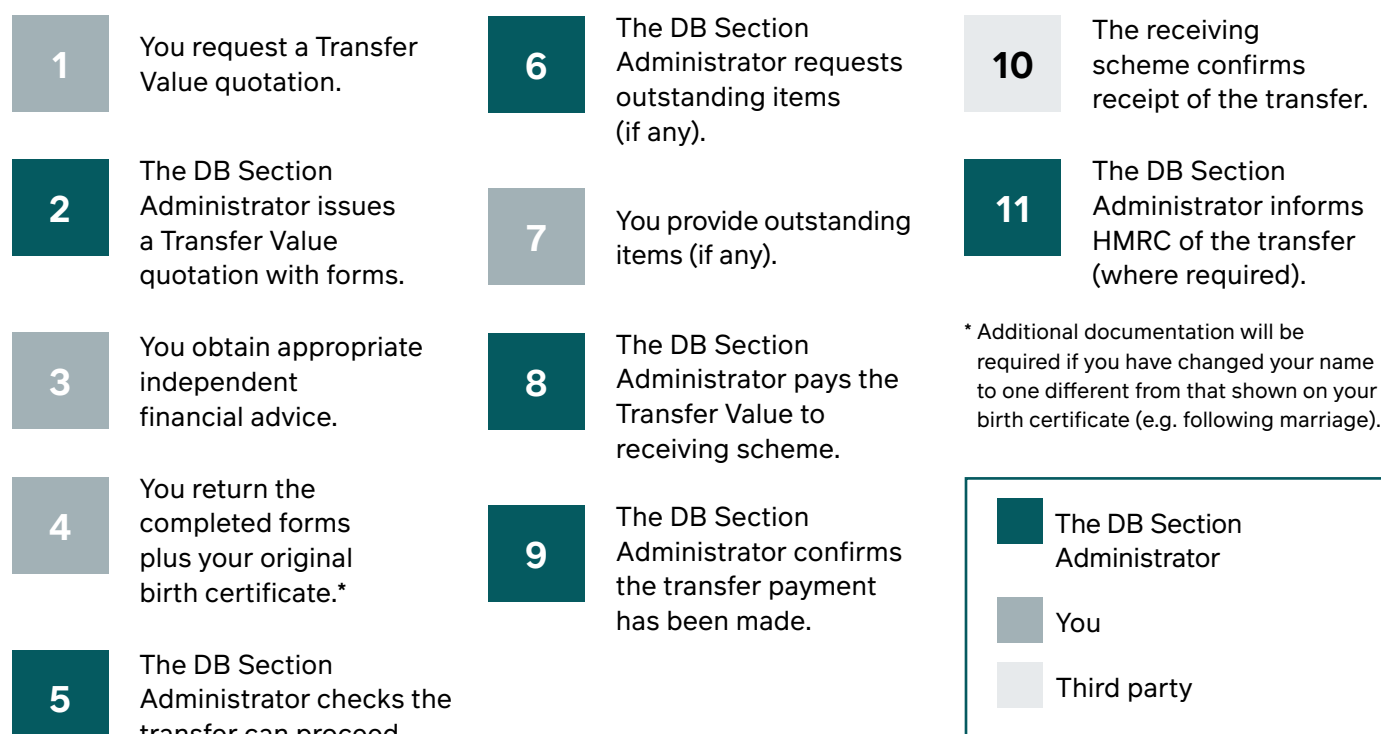 1
You request a Transfer
Value quotation.
2
The DB Section
Administrator issues
a Transfer Value
quotation with forms.
3
You obtain appropriate
independent
financial advice.
4
You return the
completed forms
plus your original
birth certificate.*
5
The DB Section
Administrator checks the
transfer can proceed
6
The DB Section
Administrator requests
outstanding items
(if any).
7
You provide outstanding
items (if any).
8
The DB Section
Administrator pays the
Transfer Value to
receiving scheme.
9
The DB Section
Administrator confirms
the transfer payment
has been made.
10
The receiving
scheme confirms
receipt of the transfer.
11
The DB Section
Administrator informs
HMRC of the transfer
(where required).
* Additional documentation will be
required if you have changed your name
to one different from that shown on your
birth certificate (e.g. following marriage).
The DB Section
Administrator
You
Third party